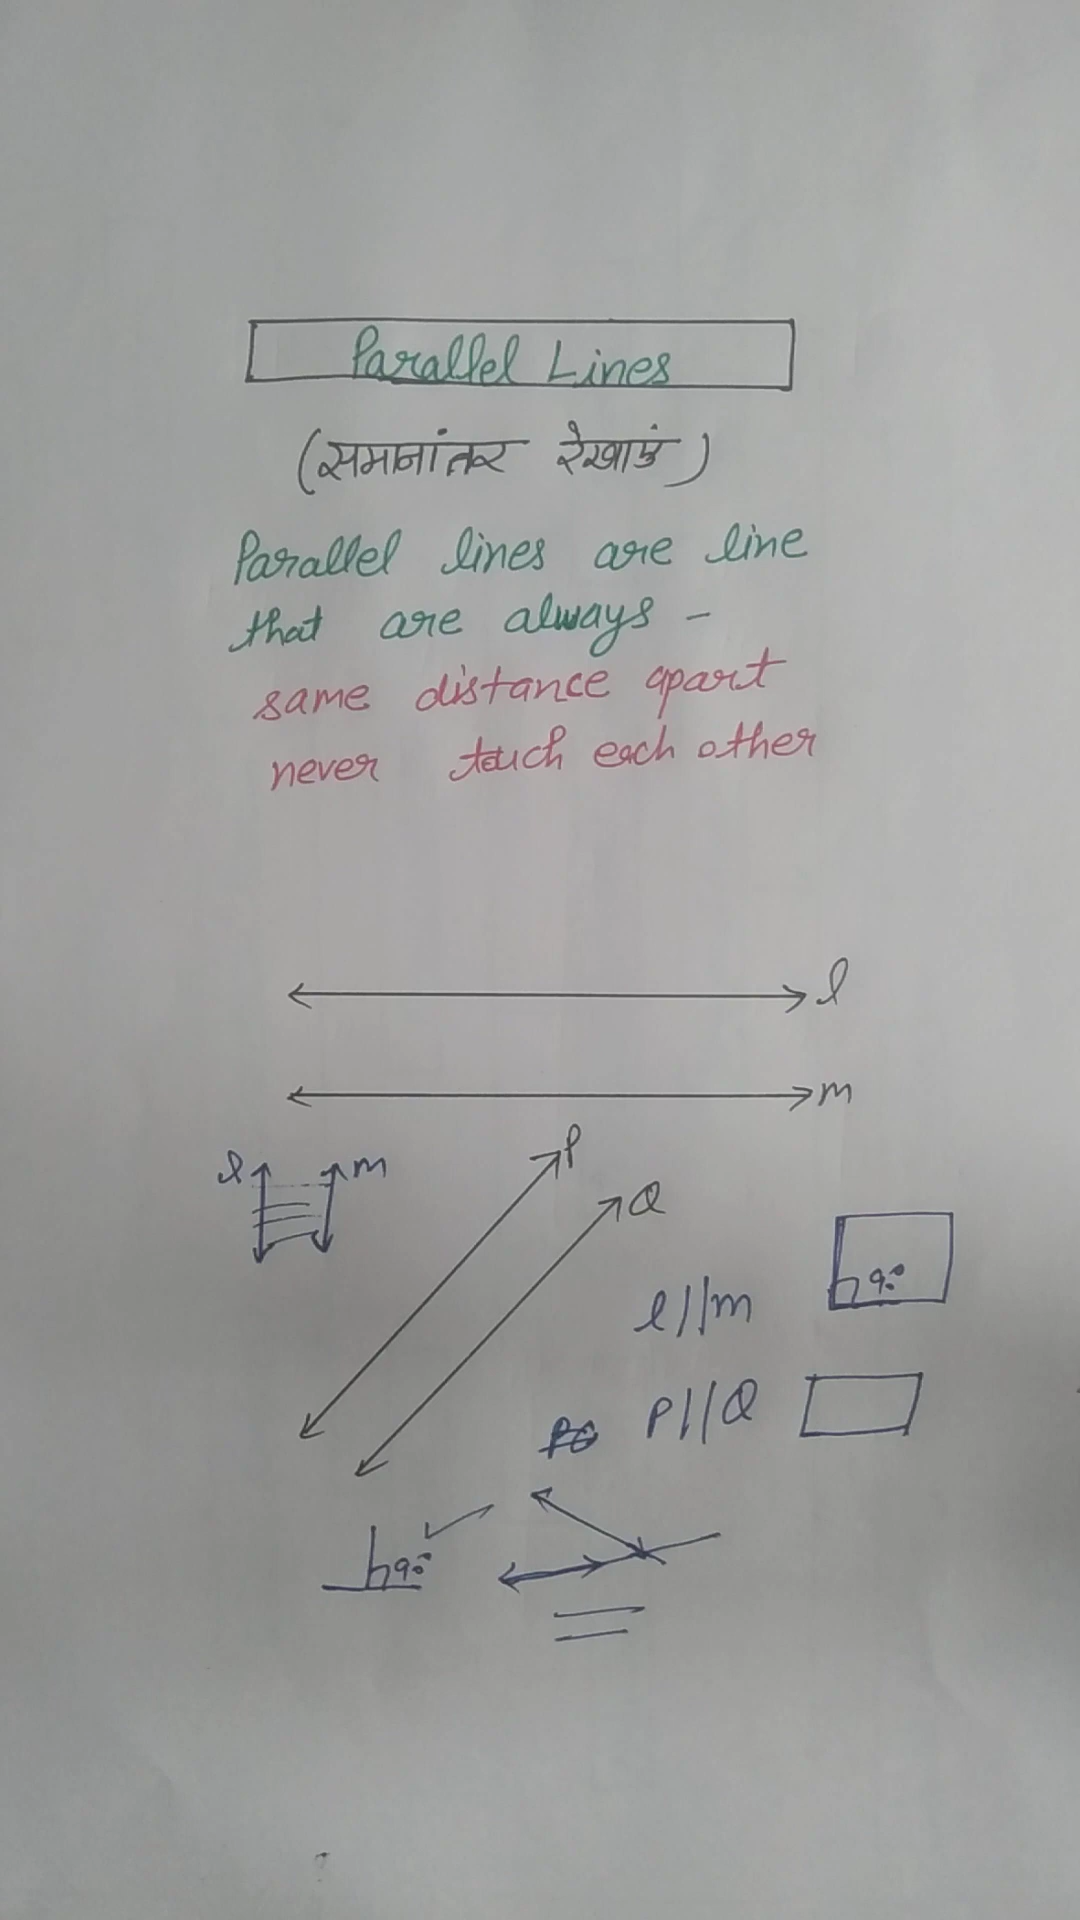 Parallel Lines
(समानांतर रेखाएं)
Parallel lines are line
that are always -
same distance apart
never touch each other
l
m
l m
P
Q
90°
l||m
P||Q
90°